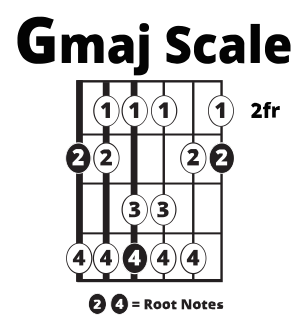 Gmaj Scale
1 1 1 1 2fr
2 2 2 2
3 3
4 4 4 4 4
2 4 = Root Notes